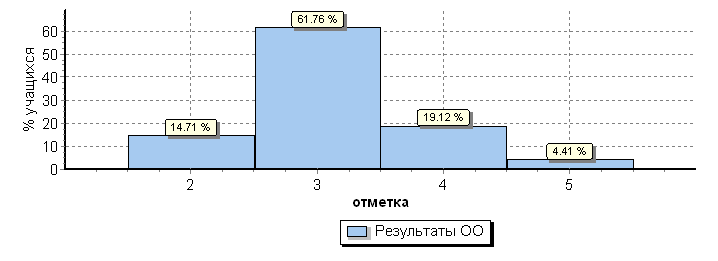 61.76 %
60
50
40
30
20
10
0
% учащихся
14.71 %
19.12 %
4.41 %
2 3 4 5
отметка
Результаты ОО